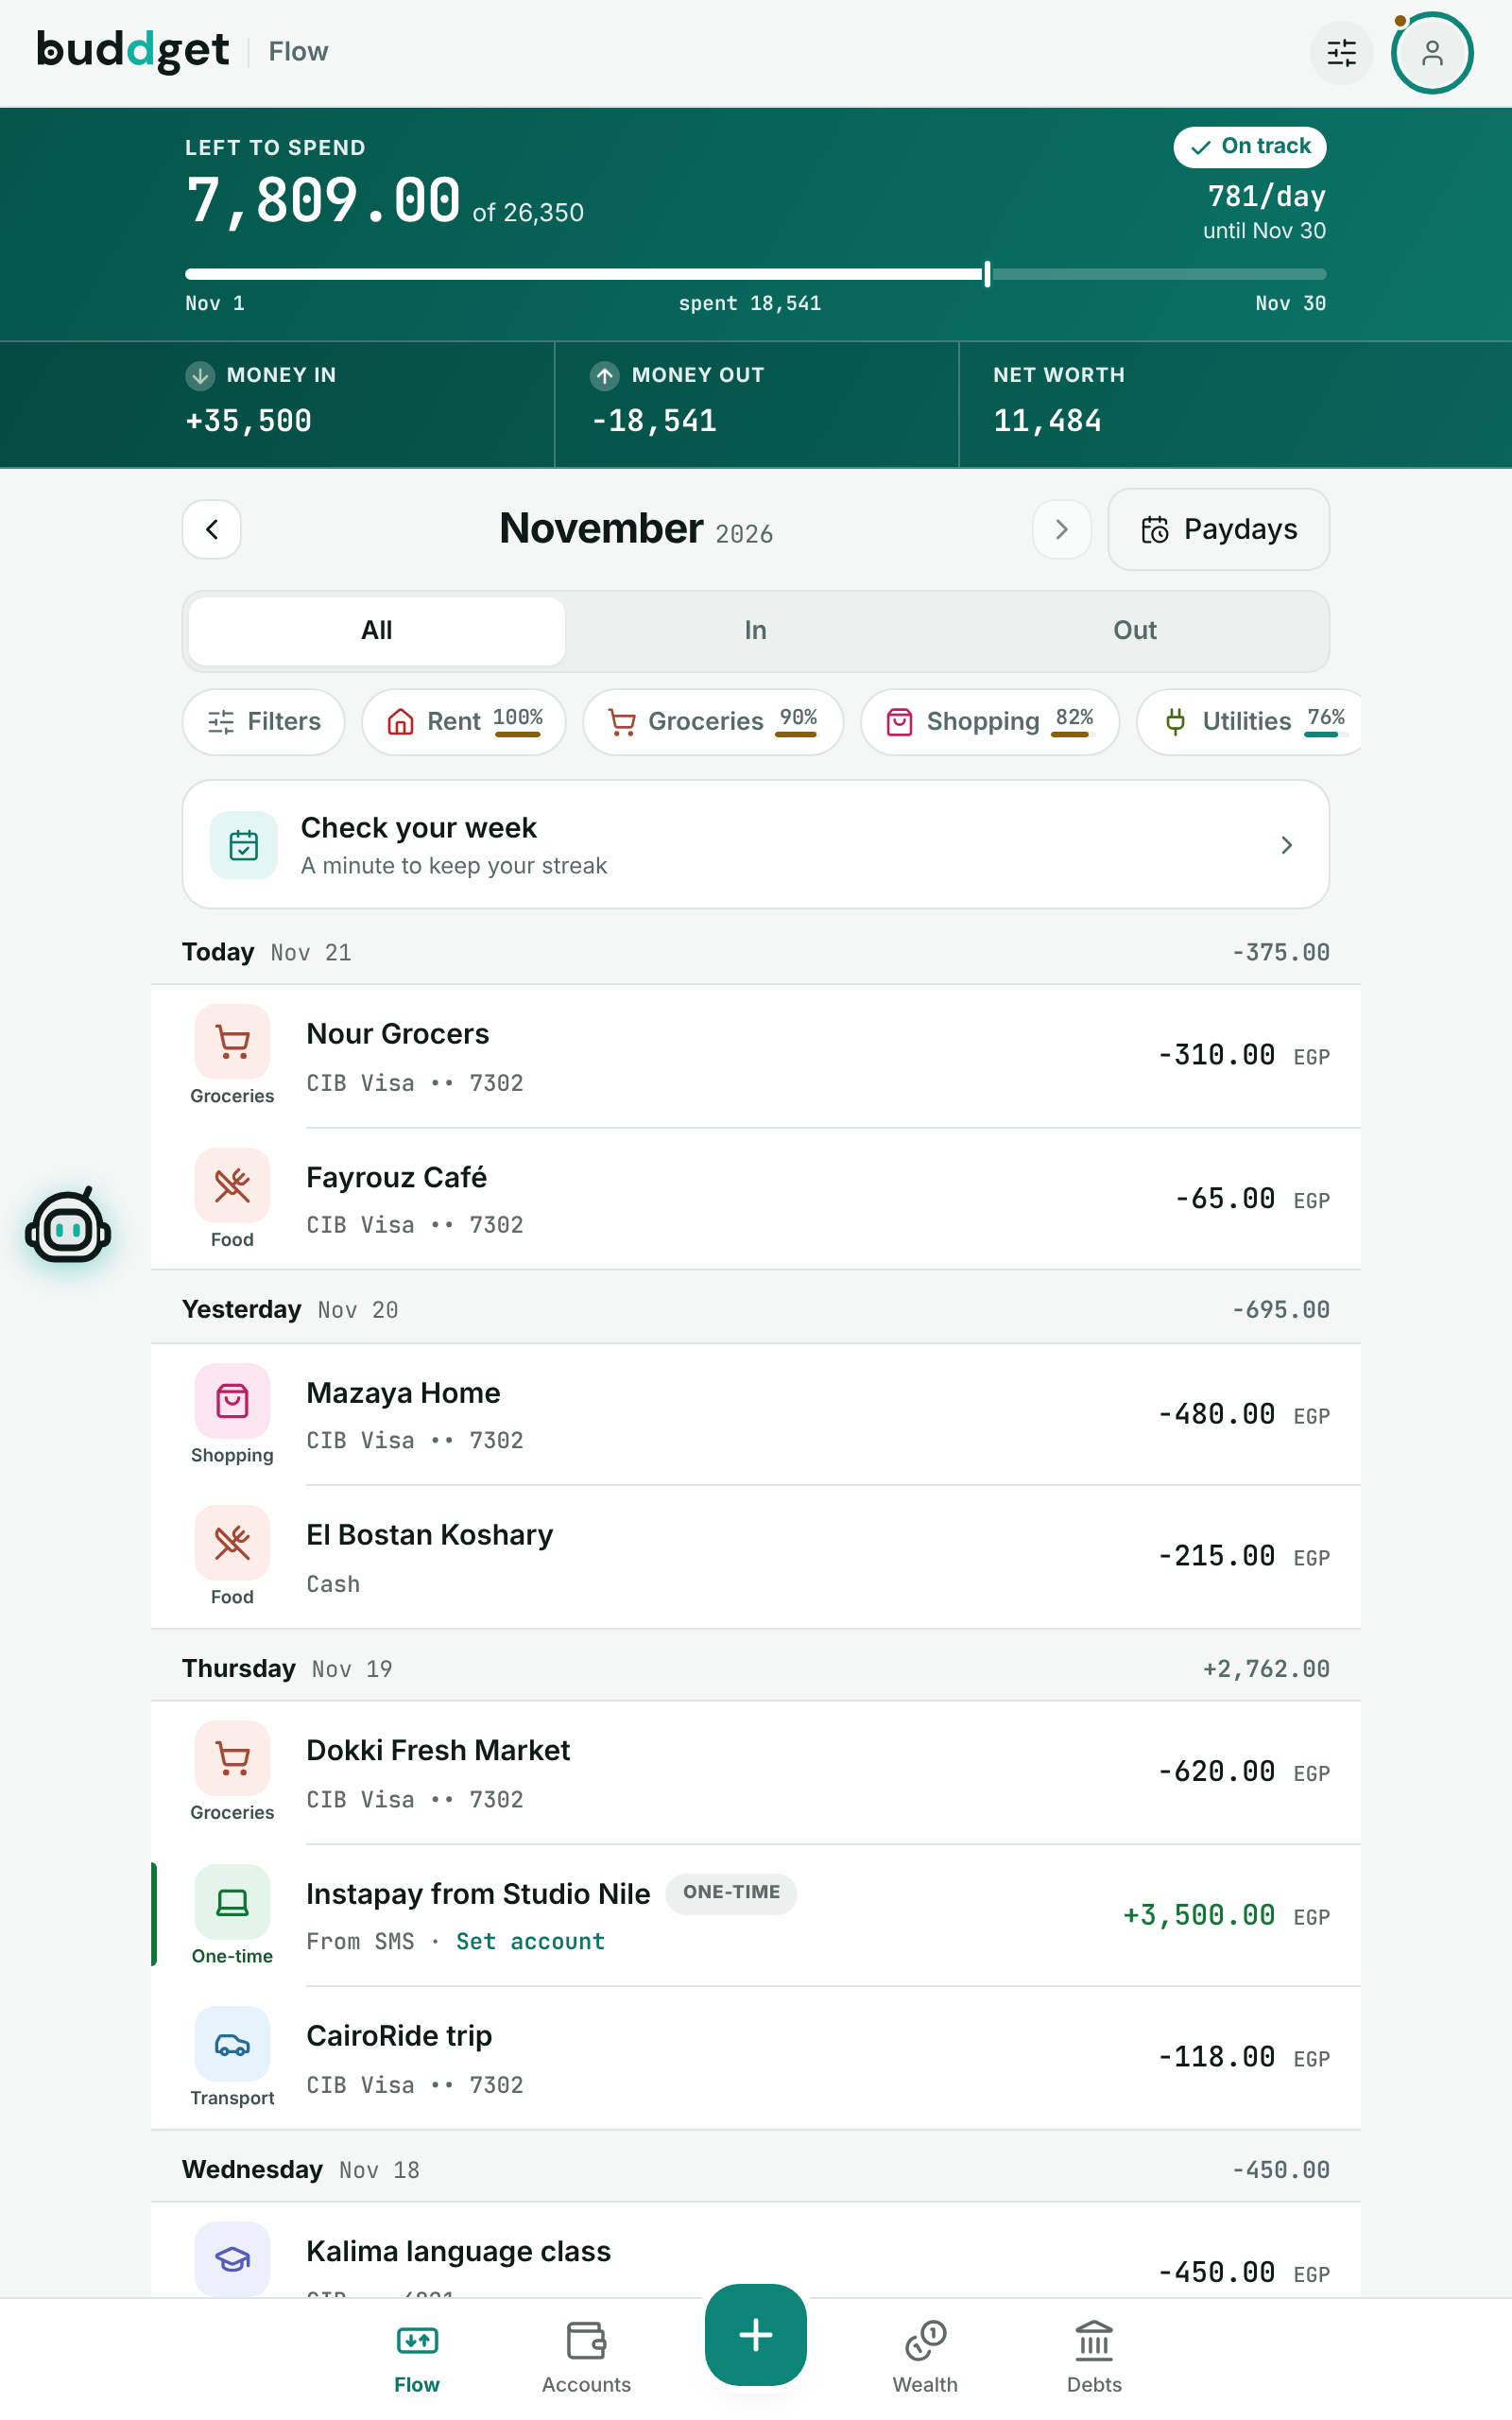 buddget Flow
LEFT TO SPEND
On track
7,809.00 of 26,350
781/day
until Nov 30
Nov 1 spent 18,541 Nov 30
MONEY IN MONEY OUT NET WORTH
+35,500 -18,541 11,484
November 2026 Paydays
All In Out
Filters Rent 100% Groceries 90% Shopping 82% Utilities 76%
Check your week
A minute to keep your streak
Today Nov 21 -375.00
Nour Grocers
-310.00 EGP
CIB Visa •• 7302
Groceries
Fayrouz Café
-65.00 EGP
CIB Visa •• 7302
Food
Yesterday Nov 20 -695.00
Mazaya Home
-480.00 EGP
CIB Visa •• 7302
Shopping
El Bostan Koshary
-215.00 EGP
Cash
Food
Thursday Nov 19 +2,762.00
Dokki Fresh Market
-620.00 EGP
CIB Visa •• 7302
Groceries
Instapay from Studio Nile ONE-TIME
+3,500.00 EGP
From SMS · Set account
One-time
CairoRide trip
-118.00 EGP
CIB Visa •• 7302
Transport
Wednesday Nov 18 -450.00
Kalima language class
-450.00 EGP
Flow Accounts Wealth Debts